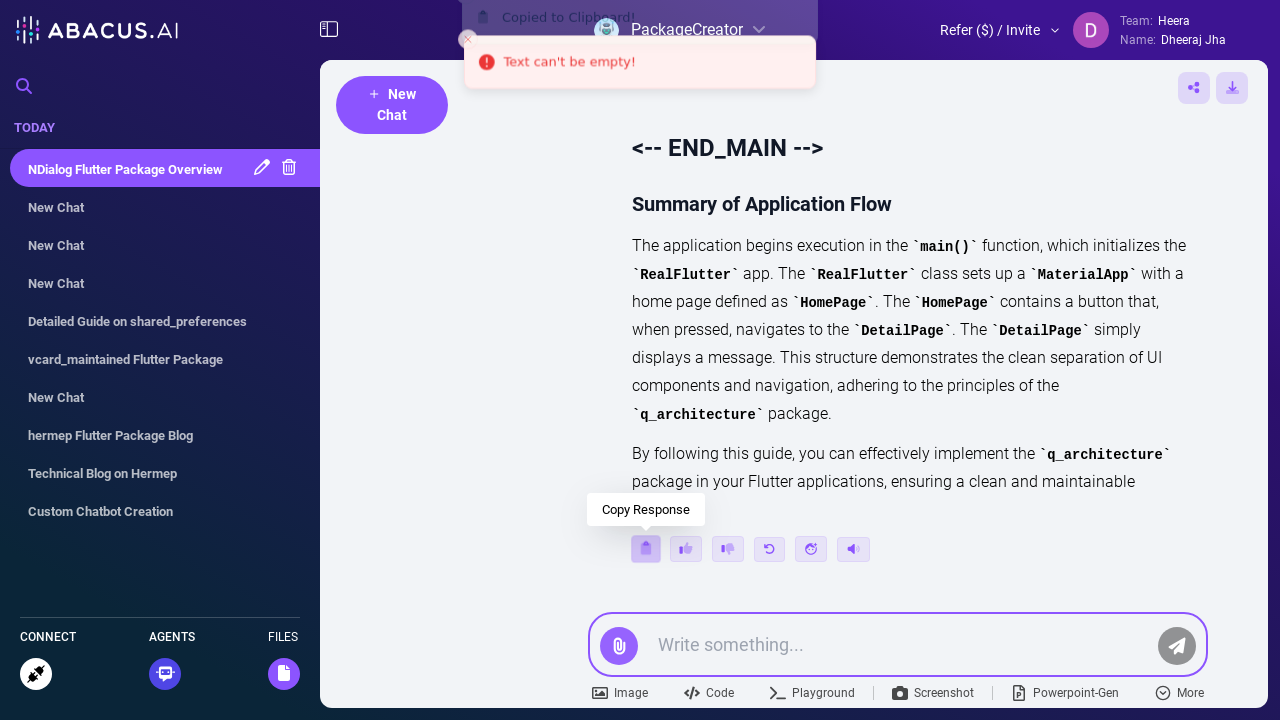 ABACUS.AI
Copied to Clipboard!
PackageCreator
Text can't be empty!
Refer ($) / Invite
D
Team: Heera
Name: Dheeraj Jha
TODAY
NDialog Flutter Package Overview
New Chat
New Chat
New Chat
Detailed Guide on shared_preferences
vcard_maintained Flutter Package
New Chat
hermep Flutter Package Blog
Technical Blog on Hermep
Custom Chatbot Creation
CONNECT
AGENTS
FILES
+ New
Chat
<-- END_MAIN -->
Summary of Application Flow
The application begins execution in the `main()` function, which initializes the
`RealFlutter` app. The `RealFlutter` class sets up a `MaterialApp` with a
home page defined as `HomePage`. The `HomePage` contains a button that,
when pressed, navigates to the `DetailPage`. The `DetailPage` simply
displays a message. This structure demonstrates the clean separation of UI
components and navigation, adhering to the principles of the
`q_architecture` package.
By following this guide, you can effectively implement the `q_architecture`
package in your Flutter applications, ensuring a clean and maintainable
Copy Response
Write something...
Image
Code
Playground
Screenshot
Powerpoint-Gen
More